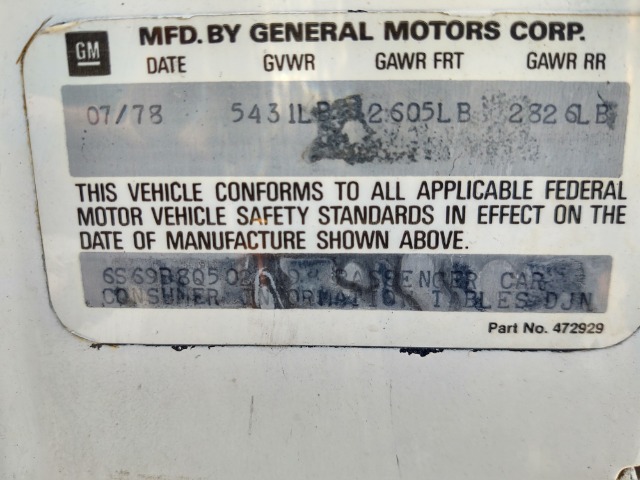 GM
MFD. BY GENERAL MOTORS CORP.
DATE GVWR GAWR FRT GAWR RR
07/78 5431LB 2605LB 2826LB
THIS VEHICLE CONFORMS TO ALL APPLICABLE FEDERAL
MOTOR VEHICLE SAFETY STANDARDS IN EFFECT ON THE
DATE OF MANUFACTURE SHOWN ABOVE.
PASSENGER CAR
CONSUMER INFORMATION TABLES DJN
Part No. 472929